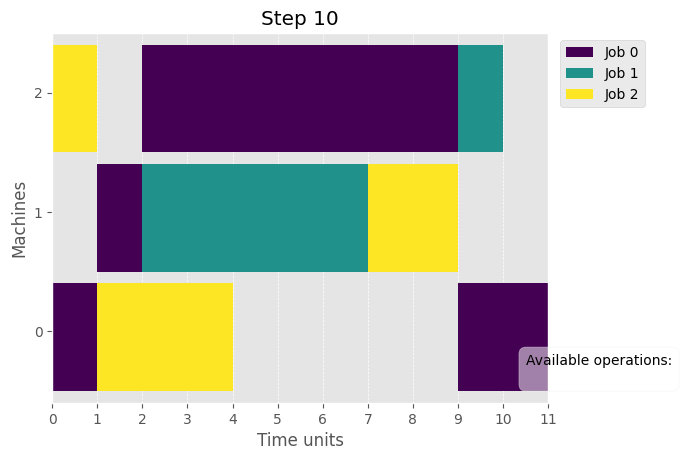 Step 10
Job 0
Job 1
Job 2
Machines
2
1
0
Available operations:
0 1 2 3 4 5 6 7 8 9 10 11
Time units